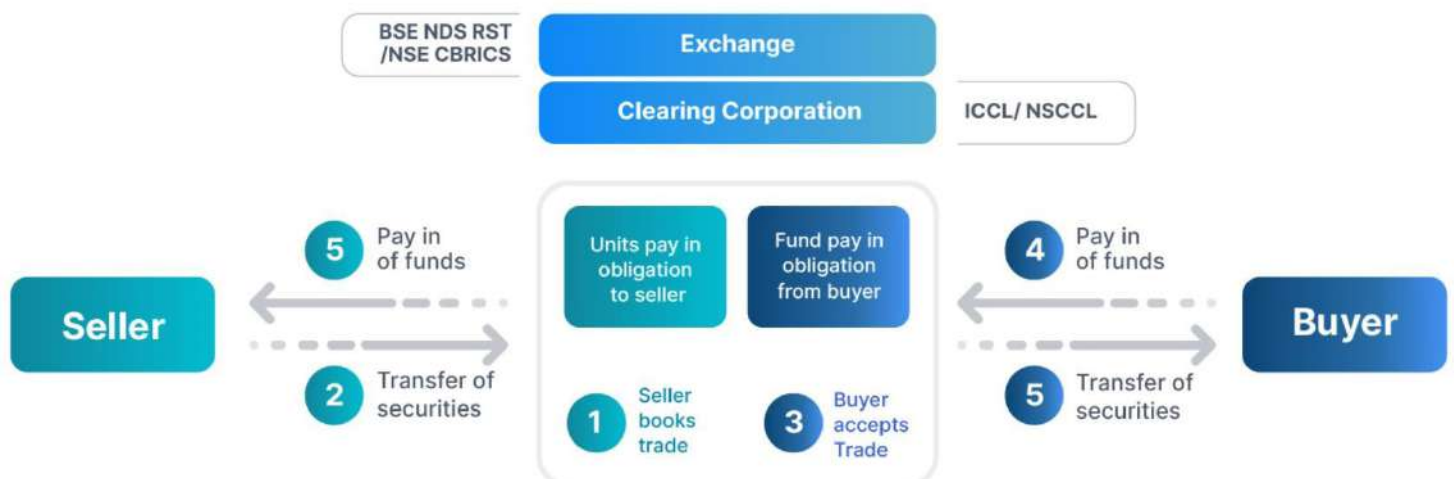 BSE NDS RST
/NSE CBRICS
Exchange
Clearing Corporation
ICCL/ NSCCL
5
Pay in
of funds
Units pay in
obligation
to seller
Fund pay in
obligation
from buyer
4
Pay in
of funds
Seller
Buyer
2
Transfer of
securities
1
Seller
books
trade
3
Buyer
accepts
Trade
5
Transfer of
securities